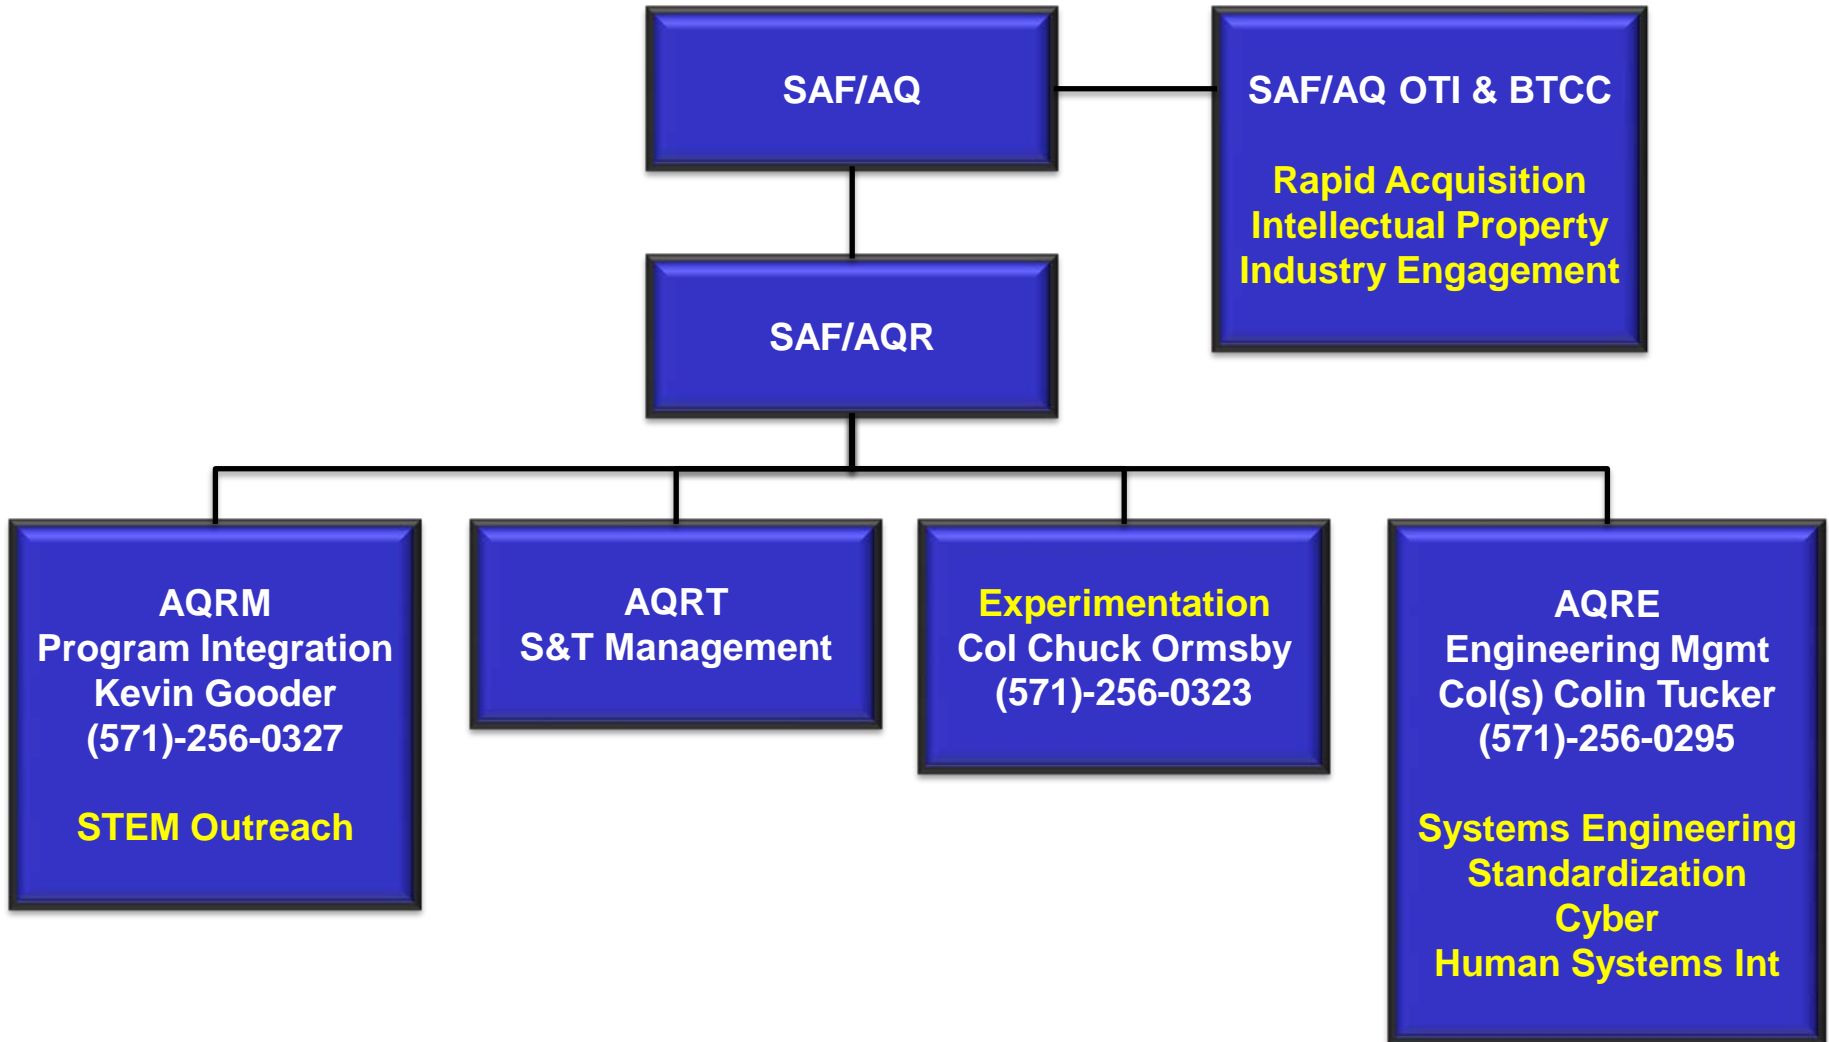 SAF/AQ
SAF/AQ OTI & BTCC
Rapid Acquisition
Intellectual Property
Industry Engagement
SAF/AQR
AQRM
Program Integration
Kevin Gooder
(571)-256-0327
STEM Outreach
AQRT
S&T Management
Experimentation
Col Chuck Ormsby
(571)-256-0323
AQRE
Engineering Mgmt
Col(s) Colin Tucker
(571)-256-0295
Systems Engineering
Standardization
Cyber
Human Systems Int